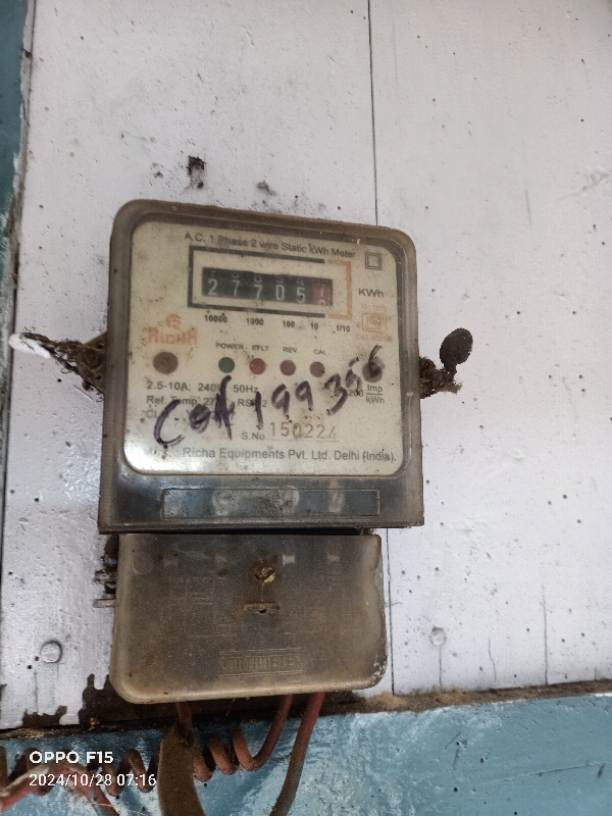 A.C. 1 Phase 2 wire Static kWh Meter
27705
KWh
10000 1000 100 10 1/10
RICHA
POWER EFLT REV CAL
2.5-10A; 240V 50Hz
Imp
kWh
Ref. Temp.
199356
S.No 150224
Richa Equipments Pvt. Ltd. Delhi (India).
OPPO F15
2024/10/28 07:16